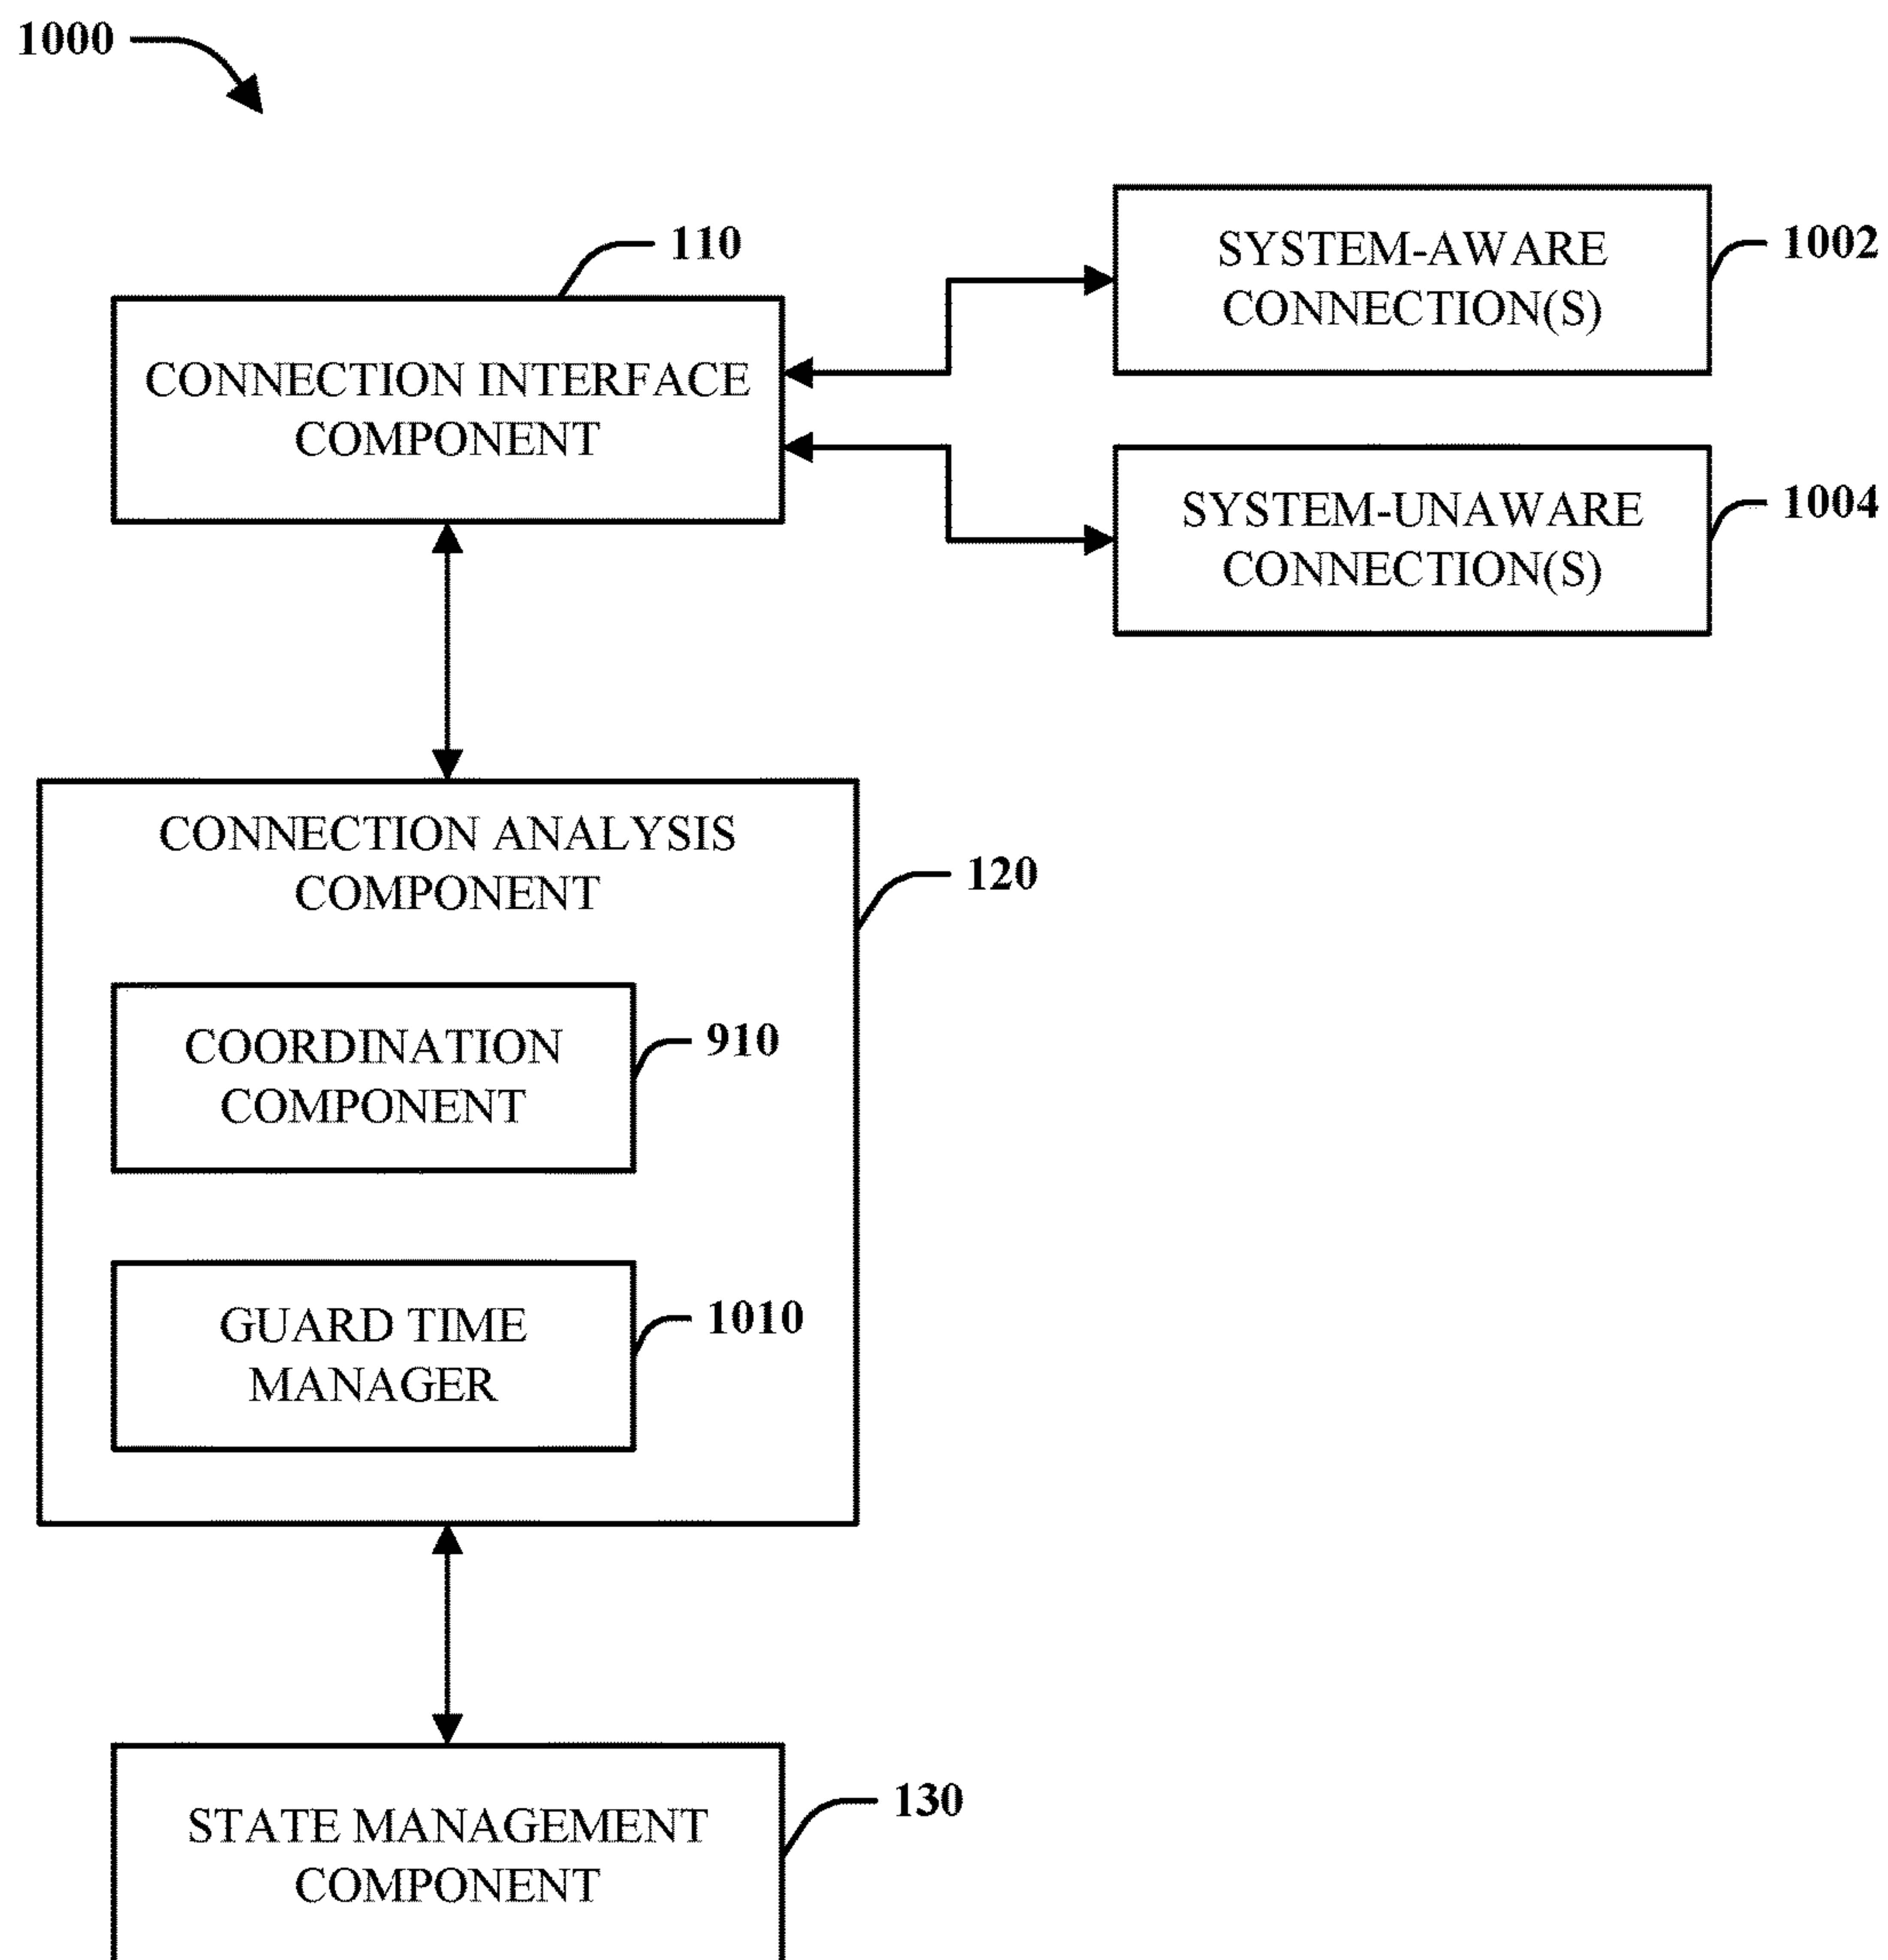 1000
110
SYSTEM-AWARE
CONNECTION(S)
1002
CONNECTION INTERFACE
COMPONENT
SYSTEM-UNAWARE
CONNECTION(S)
1004
CONNECTION ANALYSIS
COMPONENT
120
COORDINATION
COMPONENT
910
GUARD TIME
MANAGER
1010
STATE MANAGEMENT
COMPONENT
130